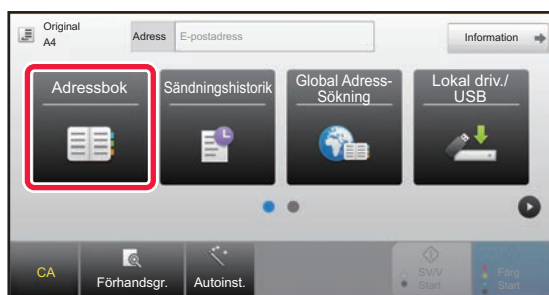 Original
A4
Adress
E-postadress
Information
Adressbok
Sändningshistorik
Global Adress-
Sökning
Lokal driv./
USB
CA
Förhandsgr.
Autoinst.
SV/V
Start
Färg
Start